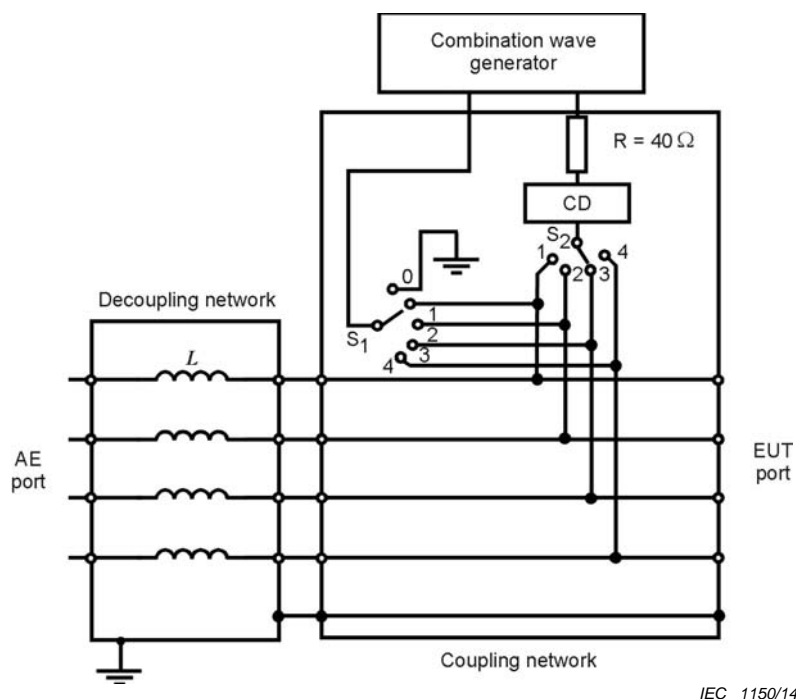 Combination wave
generator
R = 40 Ω
CD
S2
1
2
3
4
0
Decoupling network
S1
1
2
3
4
L
AE
port
EUT
port
Coupling network
IEC 1150/14